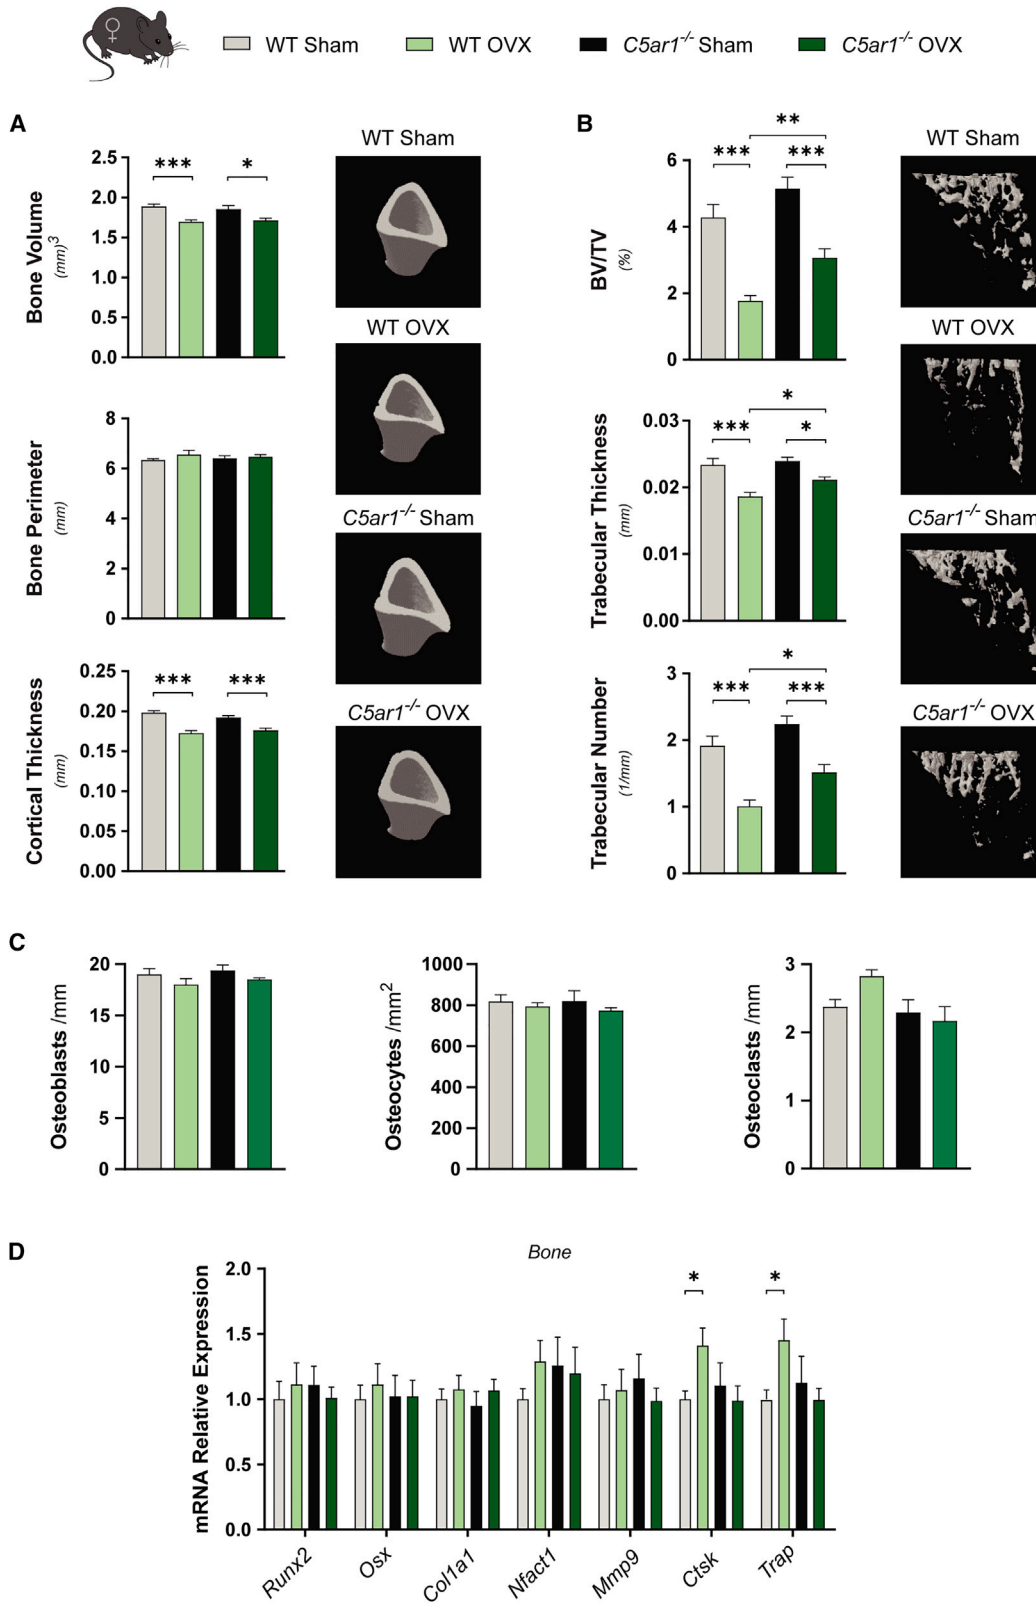 ♀
WT Sham WT OVX C5ar1-/- Sham C5ar1-/- OVX
A
WT Sham
2.5
2.0
1.5
1.0
0.5
0.0
Bone Volume
(mm)3
*** *
WT OVX
8
6
4
2
0
Bone Perimeter
(mm)
C5ar1-/- Sham
0.25
0.20
0.15
0.10
0.05
0.00
Cortical Thickness
(mm)
*** ***
C5ar1-/- OVX
B
WT Sham
**
*** ***
6
4
2
0
BV/TV
(%)
WT OVX
*
*** *
0.03
0.02
0.01
0.00
Trabecular Thickness
(mm)
C5ar1-/- Sham
*
*** ***
3
2
1
0
Trabecular Number
(1/mm)
C5ar1-/- OVX
C
20
15
10
5
0
Osteoblasts /mm
1000
800
600
400
200
0
Osteocytes /mm2
3
2
1
0
Osteoclasts /mm
D
Bone
2.0
1.5
1.0
0.5
0.0
mRNA Relative Expression
* *
Runx2 Osx Col1a1 Nfact1 Mmp9 Ctsk Trap